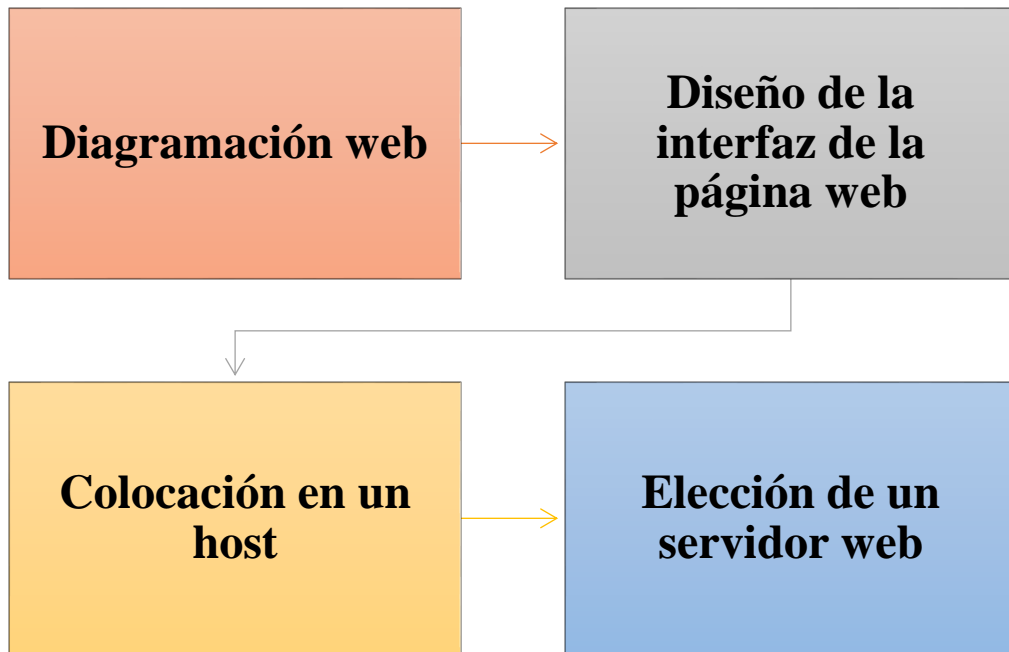 Diagramación web
Diseño de la
interfaz de la
página web
Colocación en un
host
Elección de un
servidor web